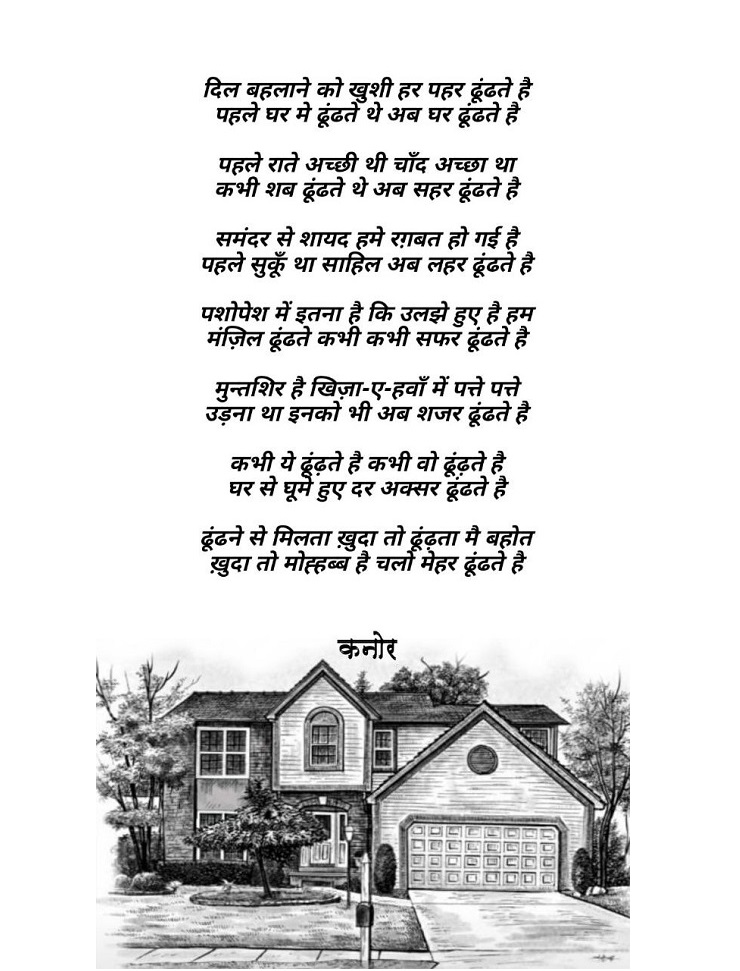 दिल बहलाने को खुशी हर पहर ढूंढते है
पहले घर मे ढूंढते थे अब घर ढूंढते है
पहले राते अच्छी थी चाँद अच्छा था
कभी शब ढूंढते थे अब सहर ढूंढते है
समंदर से शायद हमे रग़बत हो गई है
पहले सुकूँ था साहिल अब लहर ढूंढते है
पशोपेश में इतना है कि उलझे हुए है हम
मंज़िल ढूंढते कभी कभी सफर ढूंढते है
मुन्तशिर है खिज़ा-ए-हवाँ में पत्ते पत्ते
उड़ना था इनको भी अब शजर ढूंढते है
कभी ये ढूंढ़ते है कभी वो ढूंढ़ते है
घर से घूमे हुए दर अक्सर ढूंढते है
ढूंढने से मिलता ख़ुदा तो ढूंढ़ता मै बहोत
ख़ुदा तो मोह्हब्ब है चलो मेहर ढूंढते है
कनोर